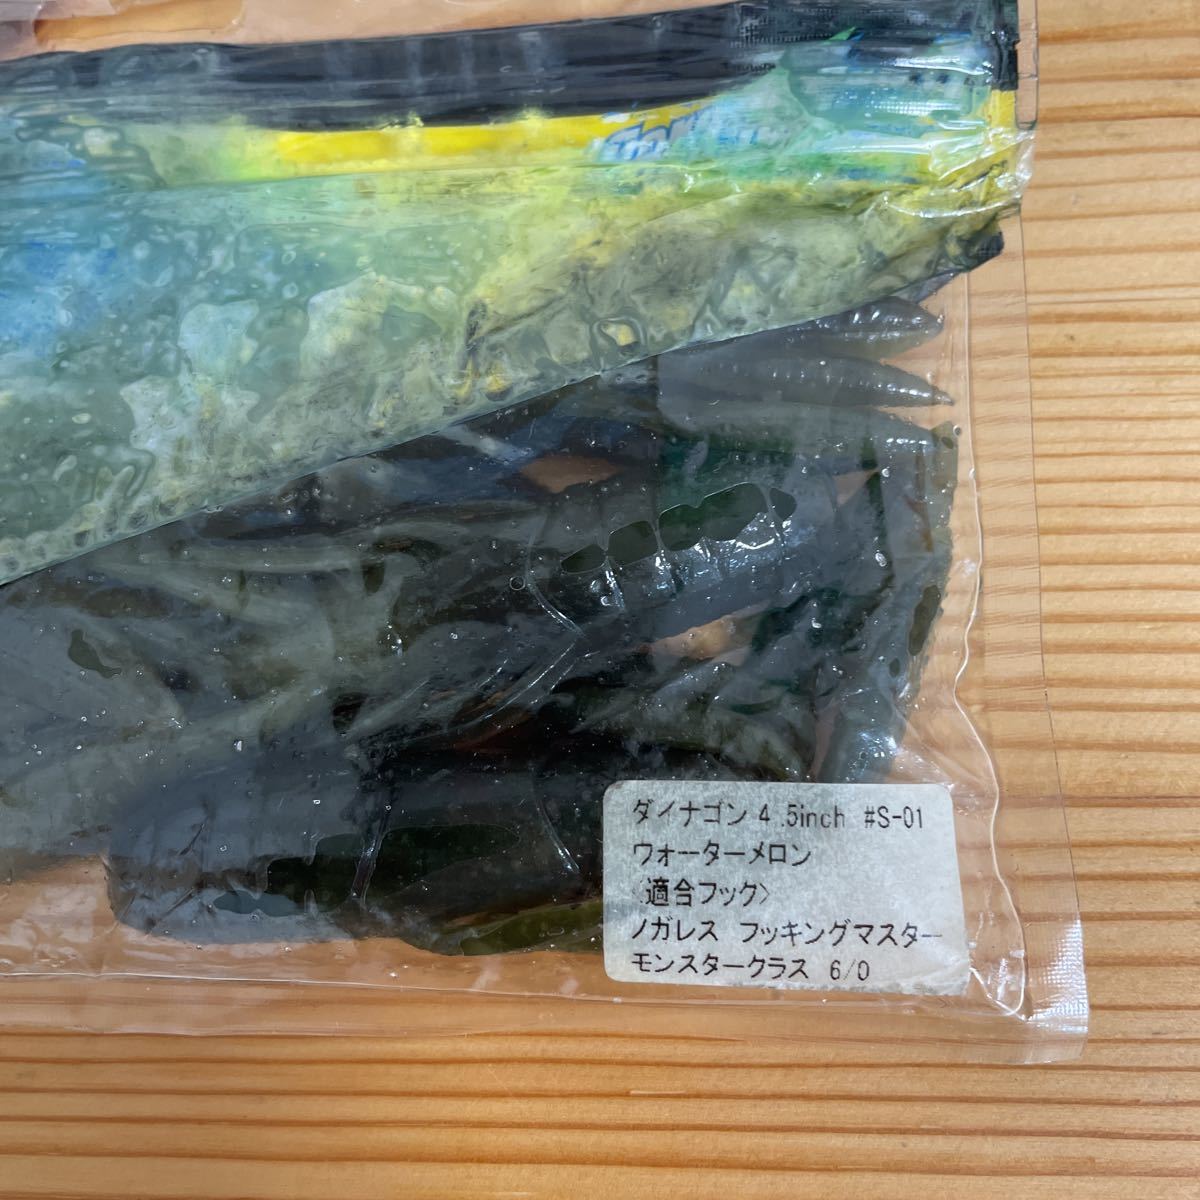 ダイナゴン 4.5inch #S-01
ウォーターメロン
〈適合フック〉
ノガレス フッキングマスター
モンスタークラス 6/0